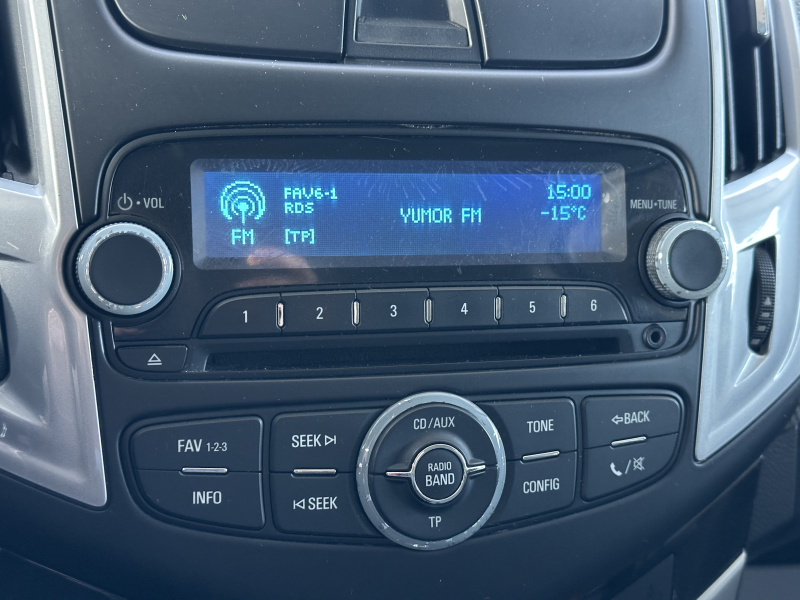 ⏻•VOL
FAV6-1
RDS
FM
[TP]
YUMOR FM
15:00
-15°C
MENU•TUNE
1 2 3 4 5 6
FAV 1-2-3
INFO
SEEK
SEEK
CD/AUX
RADIO
BAND
TP
TONE
CONFIG
BACK
/